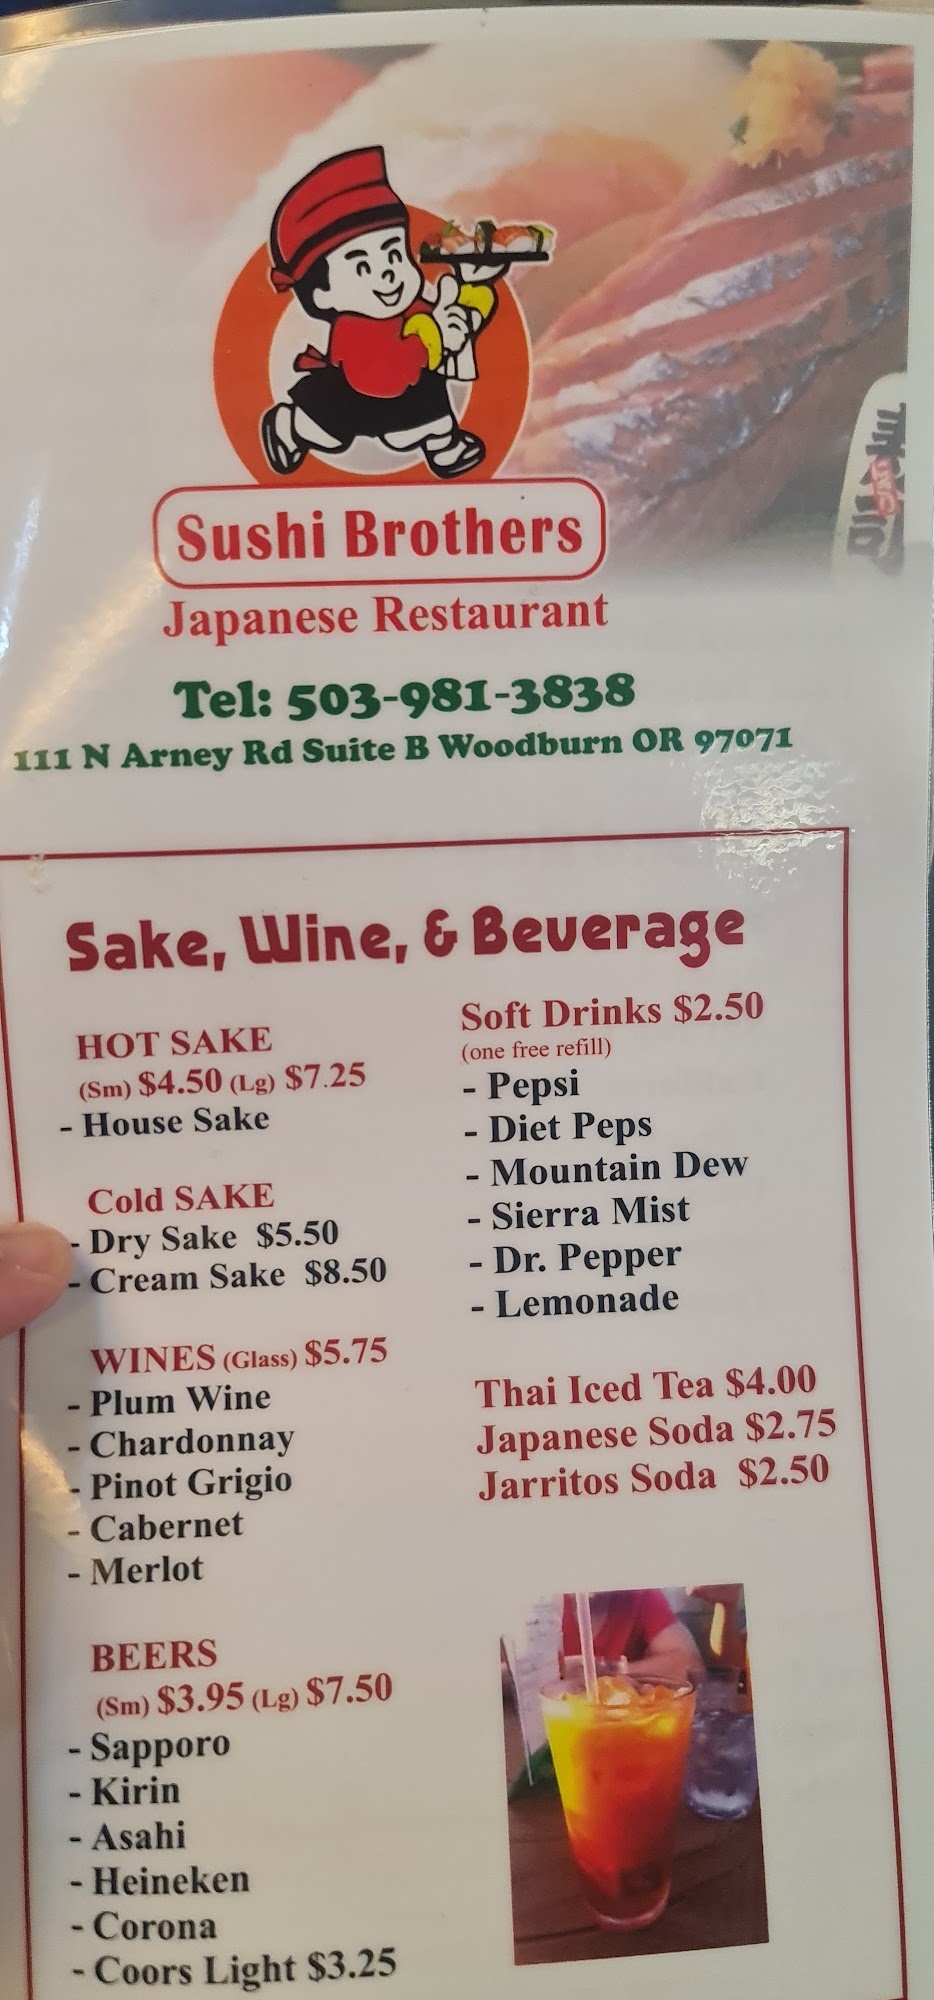 Sushi Brothers
Japanese Restaurant
Tel: 503-981-3838
111 N Arney Rd Suite B Woodburn OR 97071
Sake, Wine, & Beverage
HOT SAKE
(Sm) $4.50 (Lg) $7.25
- House Sake
Cold SAKE
- Dry Sake $5.50
- Cream Sake $8.50
WINES (Glass) $5.75
- Plum Wine
- Chardonnay
- Pinot Grigio
- Cabernet
- Merlot
BEERS
(Sm) $3.95 (Lg) $7.50
- Sapporo
- Kirin
- Asahi
- Heineken
- Corona
- Coors Light $3.25
Soft Drinks $2.50
(one free refill)
- Pepsi
- Diet Peps
- Mountain Dew
- Sierra Mist
- Dr. Pepper
- Lemonade
Thai Iced Tea $4.00
Japanese Soda $2.75
Jarritos Soda $2.50